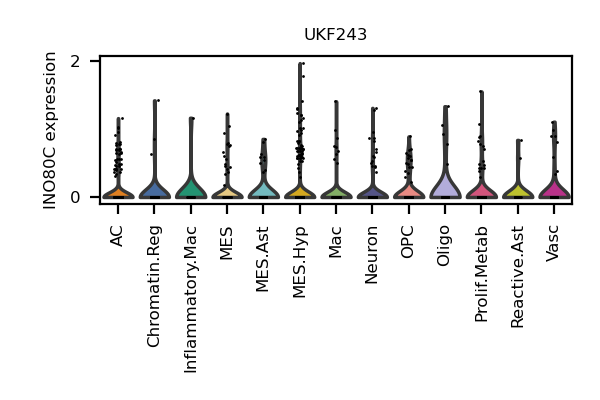 UKF243
INO80C expression
2
0
AC
Chromatin.Reg
Inflammatory.Mac
MES
MES.Ast
MES.Hyp
Mac
Neuron
OPC
Oligo
Prolif.Metab
Reactive.Ast
Vasc